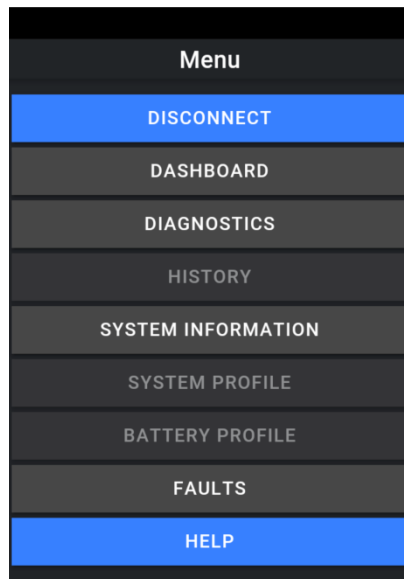 Menu
DISCONNECT
DASHBOARD
DIAGNOSTICS
HISTORY
SYSTEM INFORMATION
SYSTEM PROFILE
BATTERY PROFILE
FAULTS
HELP